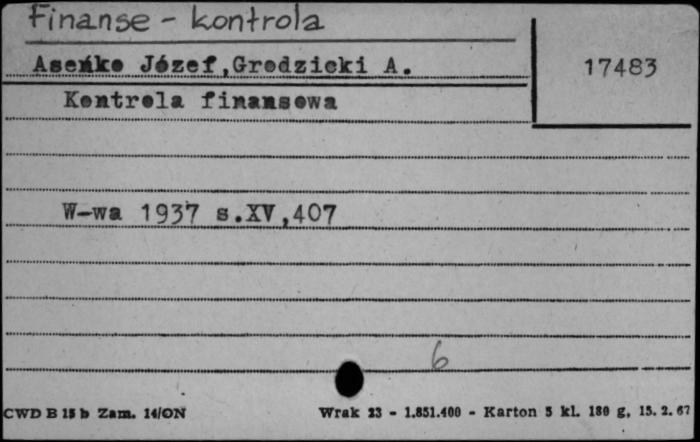 Finanse - kontrola
Aseńko Józef,Grodzicki A.
17483
Kontrola finansowa
W-wa 1937 s.XV,407
6
CWD B 15 b Zam. 14/ON
Wrak 23 - 1.851.400 - Karton 5 kl. 180 g, 15. 2. 67